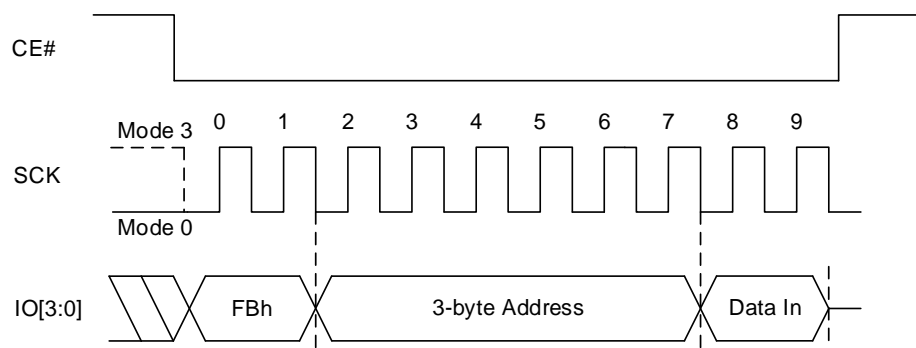 CE#
0 1 2 3 4 5 6 7 8 9
Mode 3
SCK
Mode 0
IO[3:0]
FBh
3-byte Address
Data In